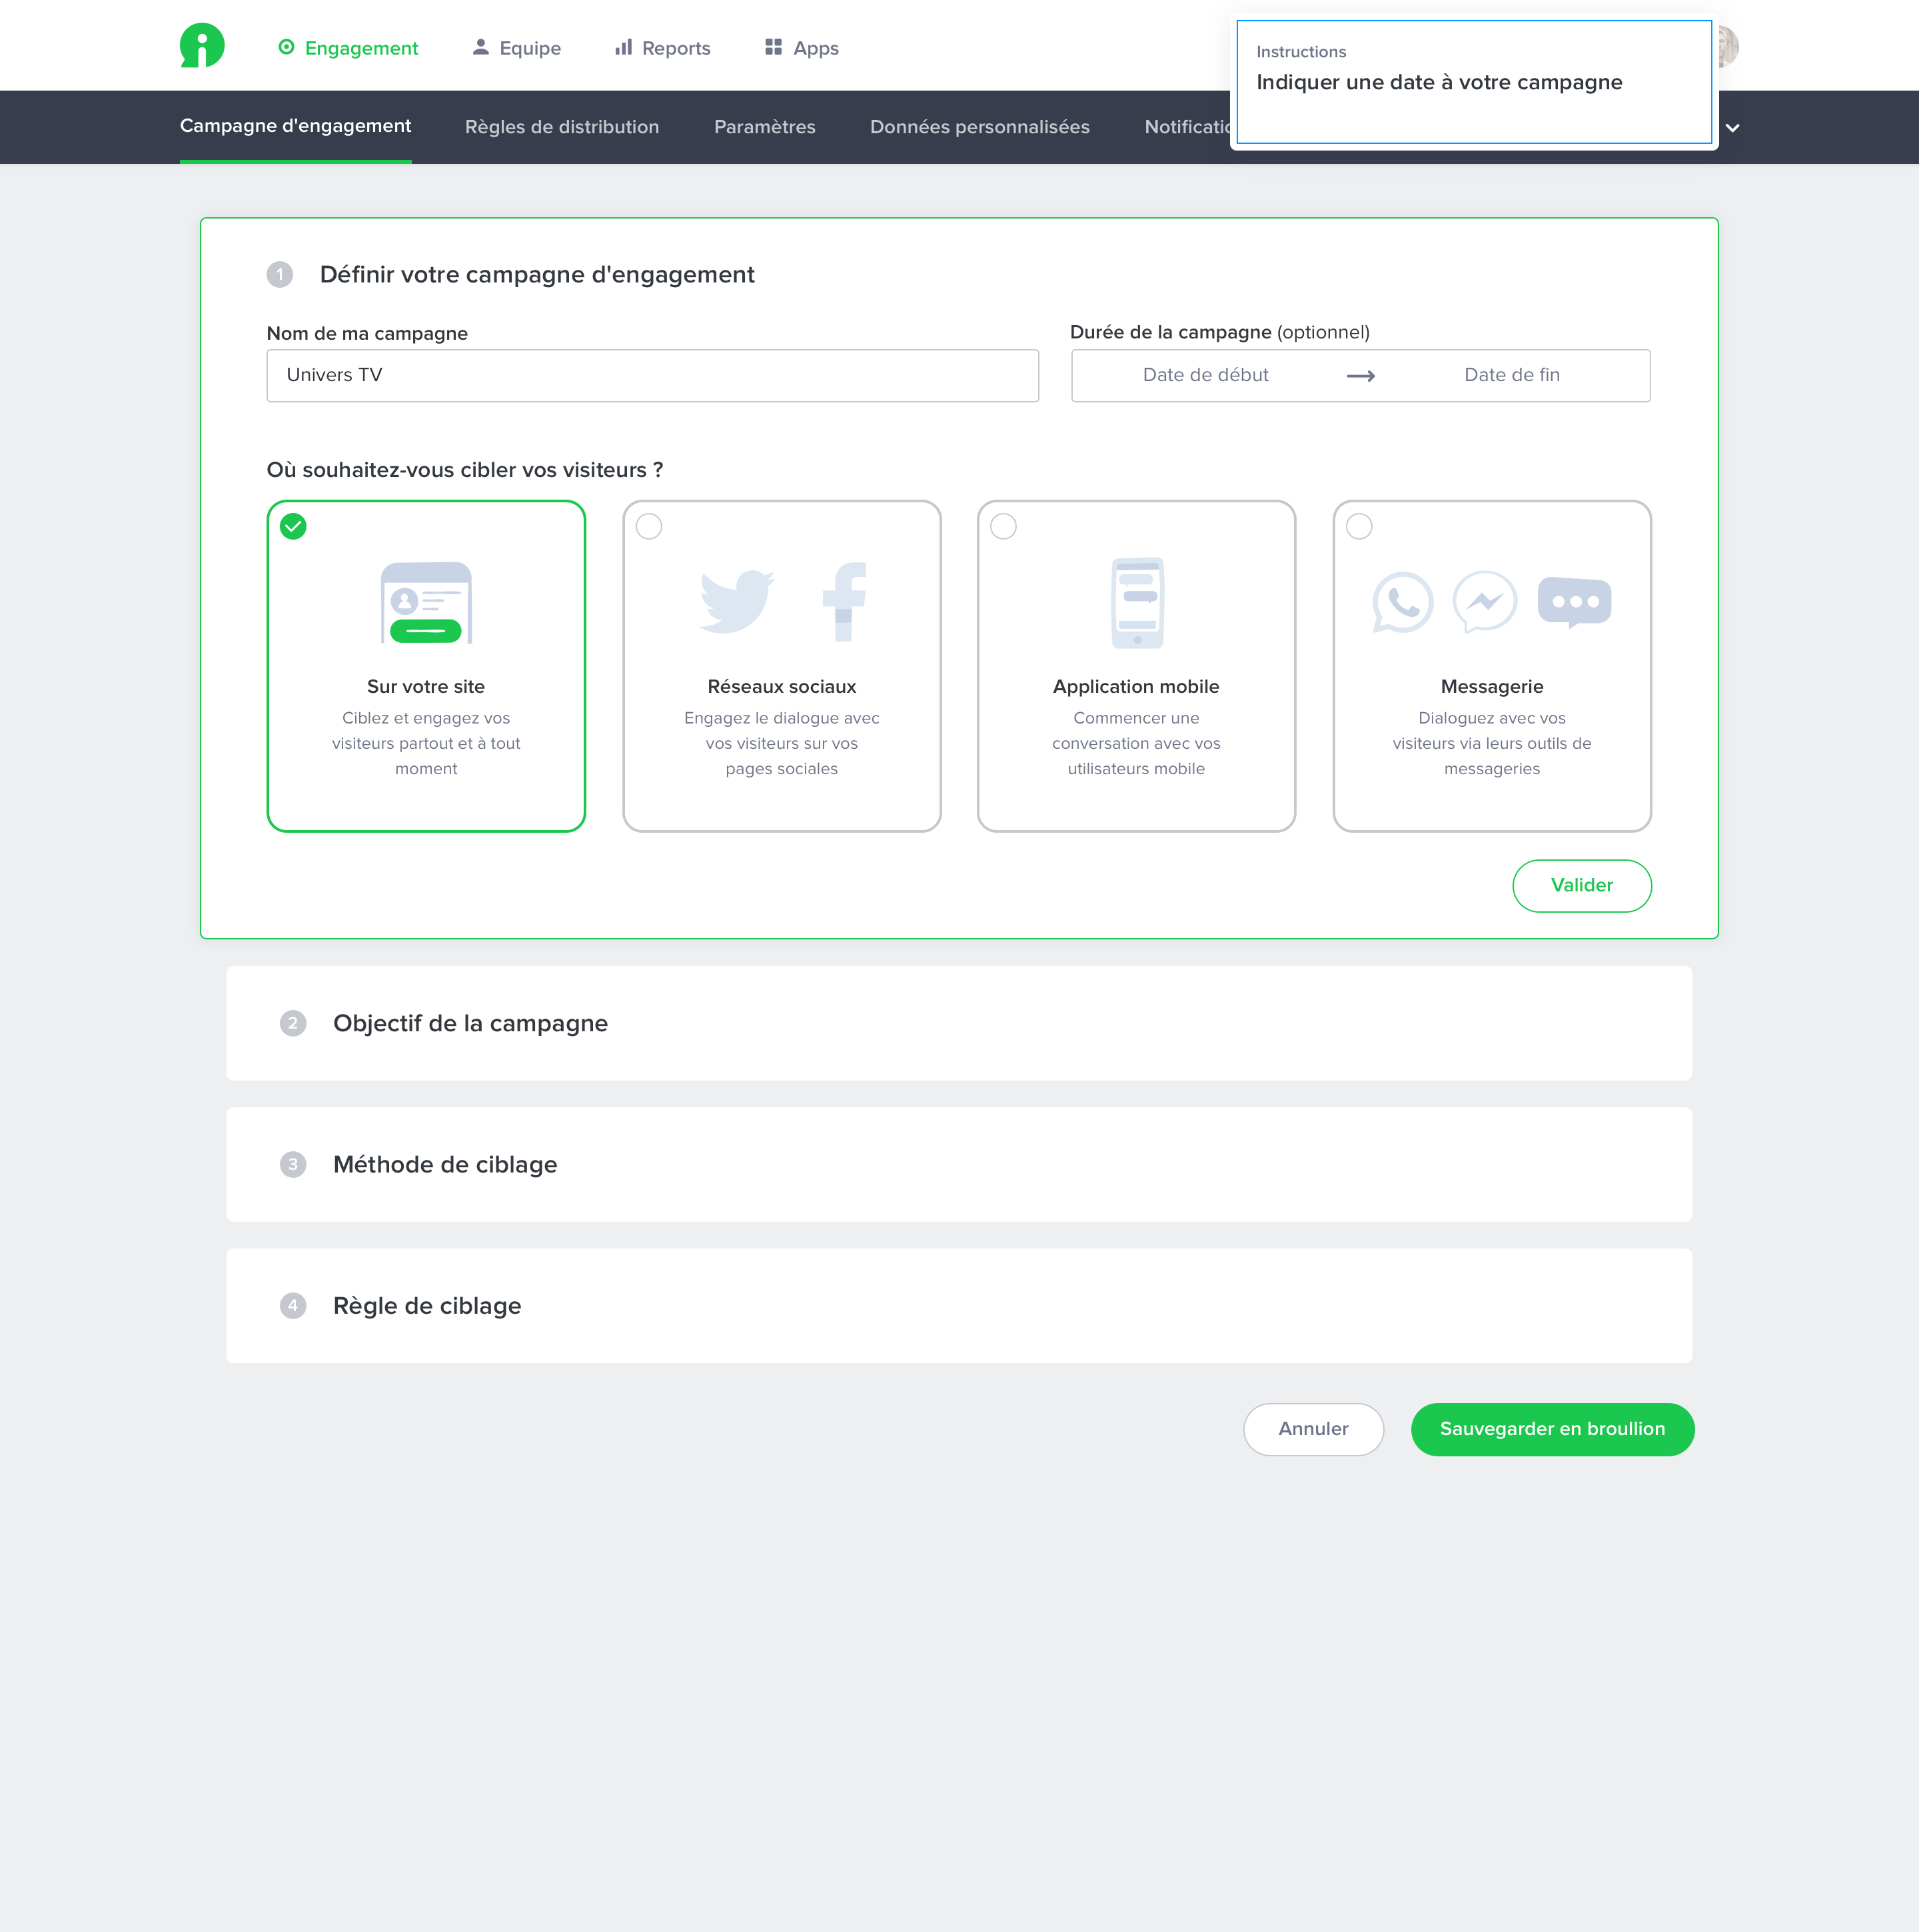 Engagement
Equipe
Reports
Apps
Instructions
Indiquer une date à votre campagne
Campagne d'engagement
Règles de distribution
Paramètres
Données personnalisées
1
Définir votre campagne d'engagement
Nom de ma campagne
Durée de la campagne (optionnel)
Univers TV
Date de début
Date de fin
Où souhaitez-vous cibler vos visiteurs ?
Sur votre site
Ciblez et engagez vos
visiteurs partout et à tout
moment
Réseaux sociaux
Engagez le dialogue avec
vos visiteurs sur vos
pages sociales
Application mobile
Commencer une
conversation avec vos
utilisateurs mobile
Messagerie
Dialoguez avec vos
visiteurs via leurs outils de
messageries
Valider
2
Objectif de la campagne
3
Méthode de ciblage
4
Règle de ciblage
Annuler
Sauvegarder en broullion